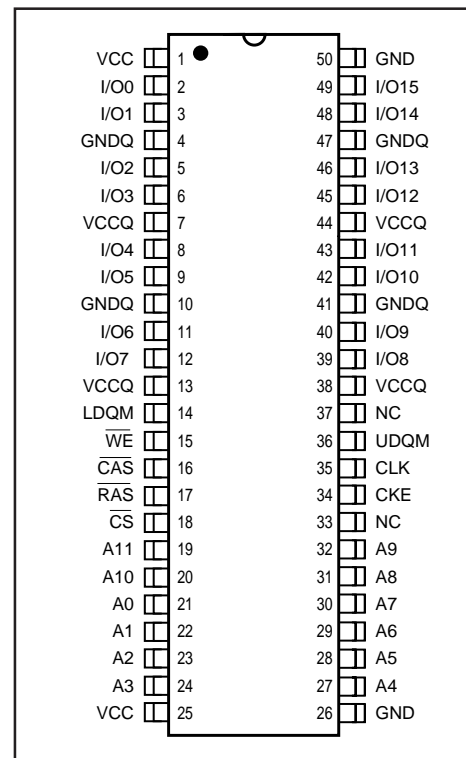 VCC 1 50 GND
I/O0 2 49 I/O15
I/O1 3 48 I/O14
GNDQ 4 47 GNDQ
I/O2 5 46 I/O13
I/O3 6 45 I/O12
VCCQ 7 44 VCCQ
I/O4 8 43 I/O11
I/O5 9 42 I/O10
GNDQ 10 41 GNDQ
I/O6 11 40 I/O9
I/O7 12 39 I/O8
VCCQ 13 38 VCCQ
LDQM 14 37 NC
W̅E̅ 15 36 UDQM
C̅A̅S̅ 16 35 CLK
R̅A̅S̅ 17 34 CKE
C̅S̅ 18 33 NC
A11 19 32 A9
A10 20 31 A8
A0 21 30 A7
A1 22 29 A6
A2 23 28 A5
A3 24 27 A4
VCC 25 26 GND